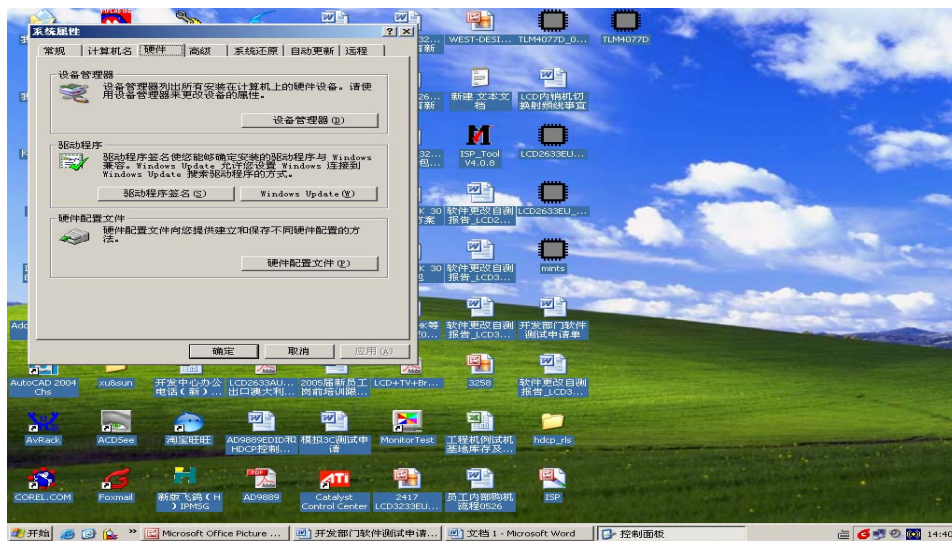 系统属性
常规 计算机名 硬件 高级 系统还原 自动更新 远程
设备管理器
设备管理器列出所有安装在计算机上的硬件设备。请使
用设备管理器来更改设备的属性。
设备管理器(D)
驱动程序
驱动程序签名使您能够确定安装的驱动程序与 Windows
兼容。Windows Update 允许您设置 Windows 连接到
Windows Update 搜索驱动程序的方式。
驱动程序签名(S) Windows Update(W)
硬件配置文件
硬件配置文件向您提供建立和保存不同硬件配置的方
法。
硬件配置文件(P)
确定 取消 应用(A)
WEST-DESI... TLM4077D_0... TLM4077D
新建 文本文
档
LCD内销机切
换射频线事宜
ISP_Tool
V4.0.8
LCD2633EU...
软件更改自测
报告_LCD2...
LCD2633EU_...
软件更改自测
报告_LCD3...
mints
软件更改自测
报告_LCD3...
开发部门软件
测试申请单
AutoCAD 2004
Chs
xu&sun
开发中心办公
电话(新)...
LCD2633AU...
出口澳大利...
2005届新员工
岗前培训跟...
LCD+TV+Br...
3258
软件更改自测
报告_LCD3...
AvRack
ACDSee
淘宝旺旺
AD9889EDID和
HDCP控制...
模拟3C测试申
请
MonitorTest
工程机例试机
基地库存及...
hdcp_rls
COREL.COM
Foxmail
新版飞鸽(H
)IPMSG
AD9889
Catalyst
Control Center
2417
LCD3233EU...
员工内部购机
流程0526
ISP
开始 Microsoft Office Picture ... 开发部门软件测试申请... 文档 1 - Microsoft Word 控制面板